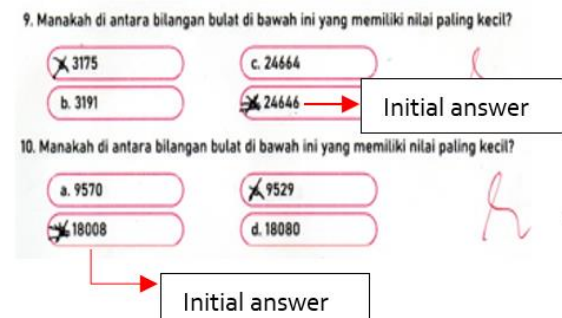 9. Manakah di antara bilangan bulat di bawah ini yang memiliki nilai paling kecil?
3175
c. 24664
b. 3191
24646
Initial answer
10. Manakah di antara bilangan bulat di bawah ini yang memiliki nilai paling kecil?
a. 9570
9529
18008
d. 18080
Initial answer